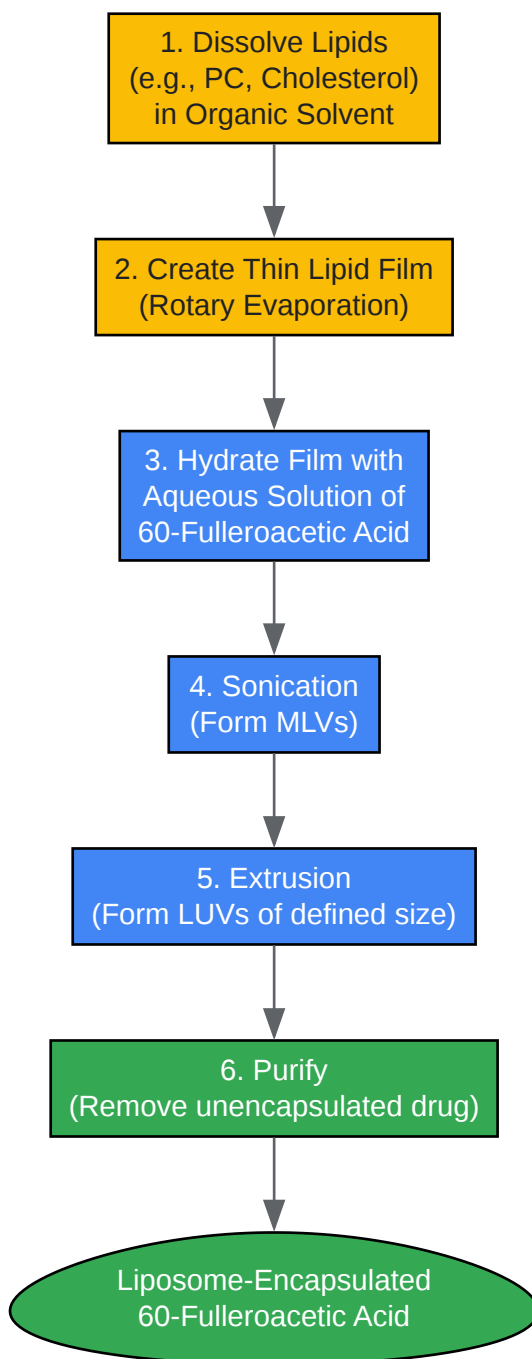 1. Dissolve Lipids
(e.g., PC, Cholesterol)
in Organic Solvent
2. Create Thin Lipid Film
(Rotary Evaporation)
3. Hydrate Film with
Aqueous Solution of
60-Fulleroacetic Acid
4. Sonication
(Form MLVs)
5. Extrusion
(Form LUVs of defined size)
6. Purify
(Remove unencapsulated drug)
Liposome-Encapsulated
60-Fulleroacetic Acid